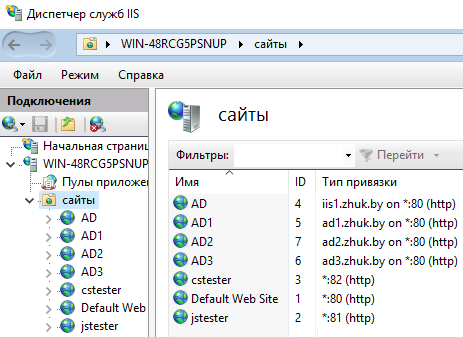 Диспетчер служб IIS
WIN-48RCG5PSNUP сайты
Файл Режим Справка
Подключения
Начальная страниц
WIN-48RCG5PSNUP
Пулы приложе
сайты
AD
AD1
AD2
AD3
cstester
Default Web
jstester
сайты
Фильтры: Перейти
Имя ID Тип привязки
AD 4 iis1.zhuk.by on *:80 (http)
AD1 5 ad1.zhuk.by on *:80 (http)
AD2 7 ad2.zhuk.by on *:80 (http)
AD3 6 ad3.zhuk.by on *:80 (http)
cstester 3 *:82 (http)
Default Web Site 1 *:80 (http)
jstester 2 *:81 (http)